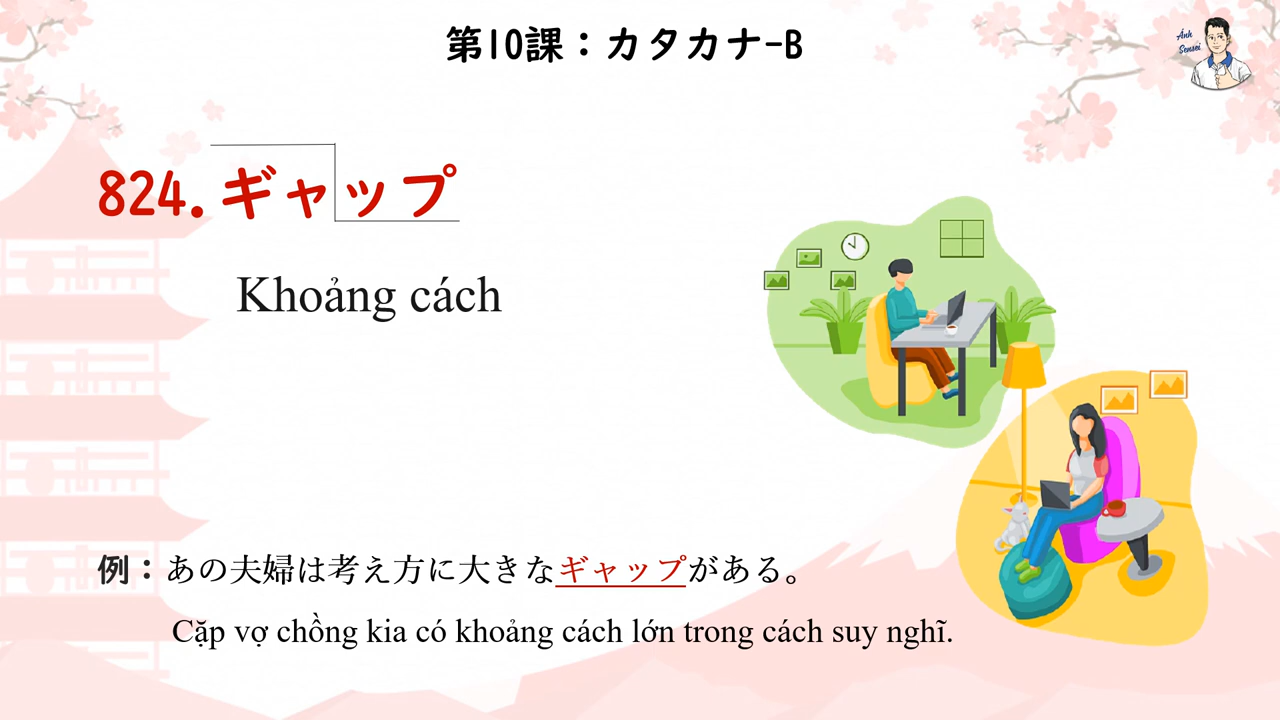 第10課：カタカナ-B
Anh
Sensei
824. ギャップ
Khoảng cách
例：あの夫婦は考え方に大きなギャップがある。
Cặp vợ chồng kia có khoảng cách lớn trong cách suy nghĩ.